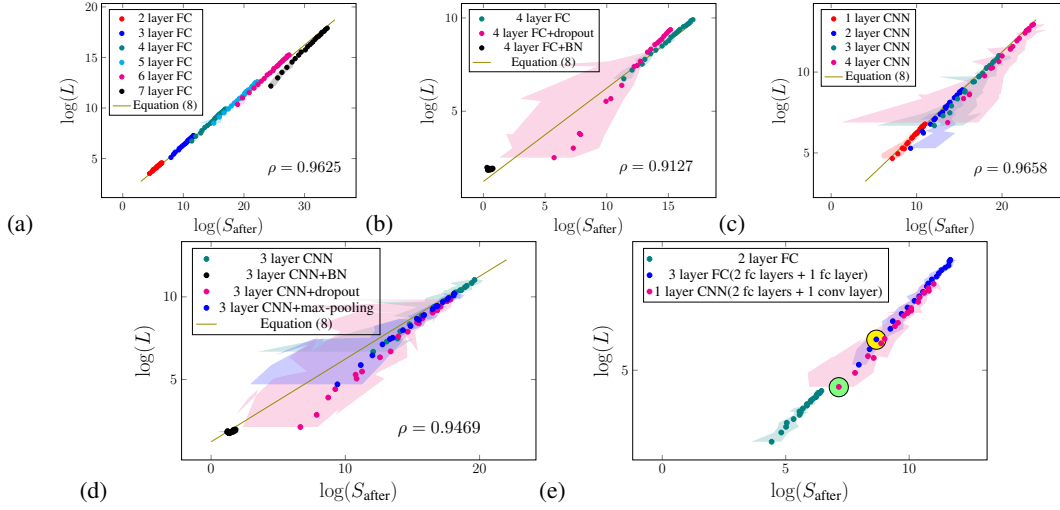 20
15
10
5
0
10
20
30
log(L)
log(S_after)
2 layer FC
3 layer FC
4 layer FC
5 layer FC
6 layer FC
7 layer FC
Equation (8)
ρ = 0.9625
(a)
10
5
0
5
10
15
log(L)
log(S_after)
4 layer FC
4 layer FC+dropout
4 layer FC+BN
Equation (8)
ρ = 0.9127
(b)
10
5
0
10
20
log(L)
log(S_after)
1 layer CNN
2 layer CNN
3 layer CNN
4 layer CNN
Equation (8)
ρ = 0.9658
(c)
10
5
0
10
20
log(L)
log(S_after)
3 layer CNN
3 layer CNN+BN
3 layer CNN+dropout
3 layer CNN+max-pooling
Equation (8)
ρ = 0.9469
(d)
5
0
5
10
log(L)
log(S_after)
2 layer FC
3 layer FC(2 fc layers + 1 fc layer)
1 layer CNN(2 fc layers + 1 conv layer)
(e)